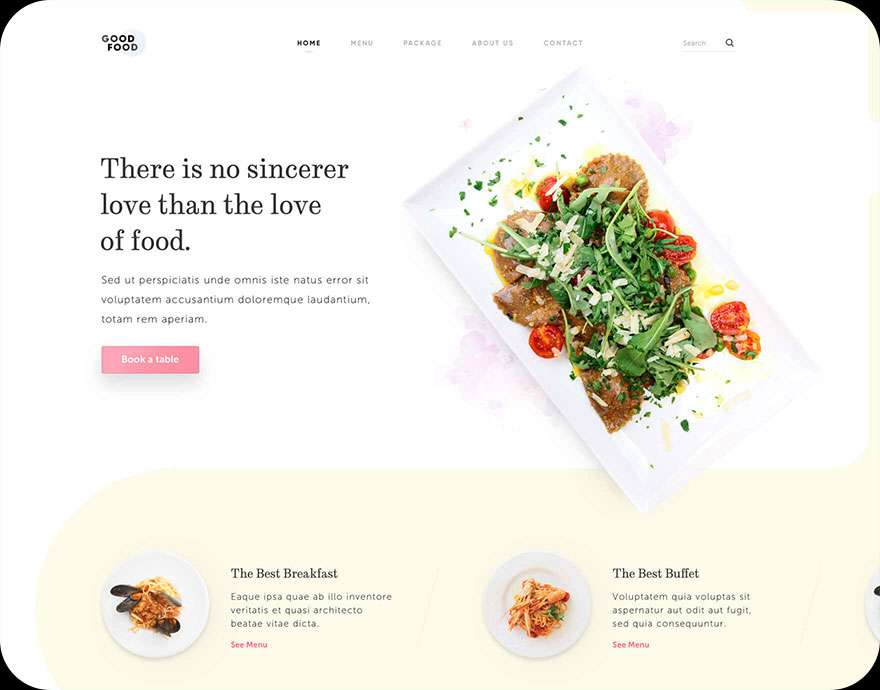 GOOD
FOOD
HOME MENU PACKAGE ABOUT US CONTACT
Search
There is no sincerer
love than the love
of food.
Sed ut perspiciatis unde omnis iste natus error sit
voluptatem accusantium doloremque laudantium,
totam rem aperiam.
Book a table
The Best Breakfast
Eaque ipsa quae ab illo inventore
veritatis et quasi architecto
beatae vitae dicta.
See Menu
The Best Buffet
Voluptatem quia voluptas sit
aspernatur aut odit aut fugit,
sed quia consequuntur.
See Menu